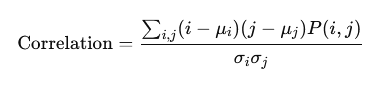 Correlation = \frac{\sum_{i,j}(i - \mu_i)(j - \mu_j)P(i, j)}{\sigma_i \sigma_j}